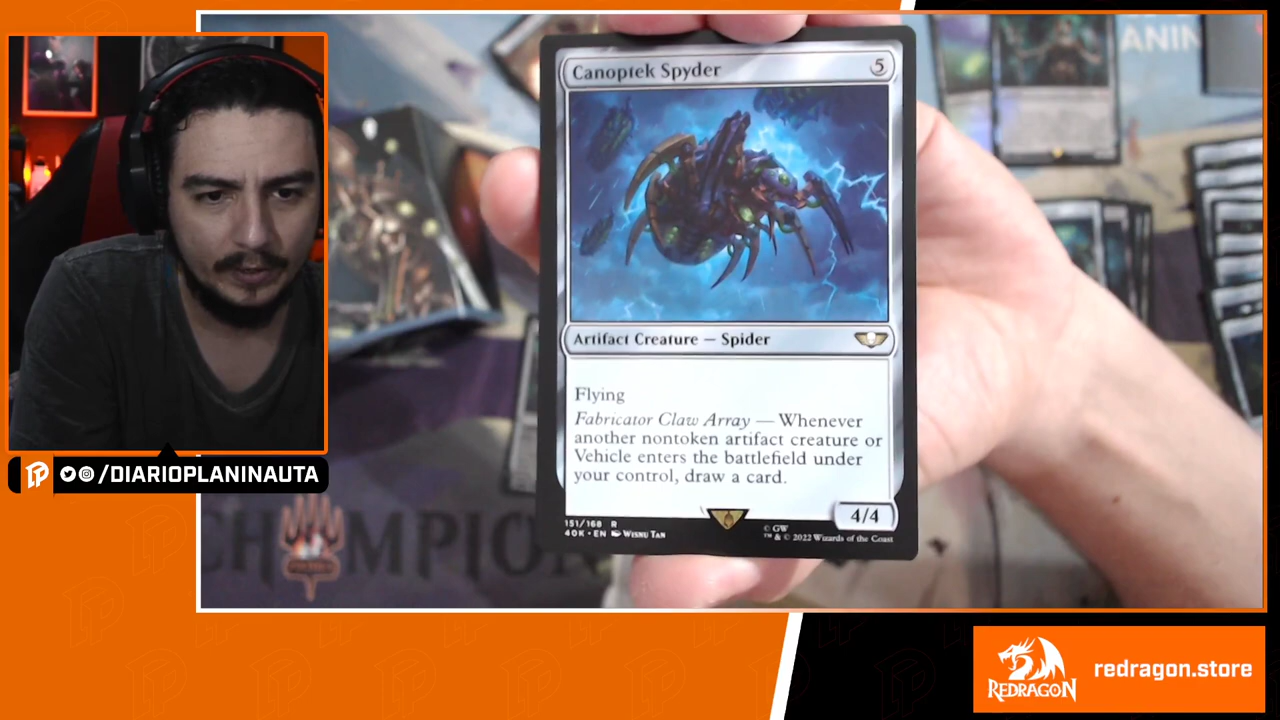 ANIN
Canoptek Spyder 5
Artifact Creature — Spider
Flying
Fabricator Claw Array — Whenever
another nontoken artifact creature or
Vehicle enters the battlefield under
your control, draw a card.
4/4
151/168 R
40K • EN Wisnu Tan
© GW
™ & © 2022 Wizards of the Coast
/DIARIOPLANINAUTA
CHAMPION
REDRAGON
redragon.store